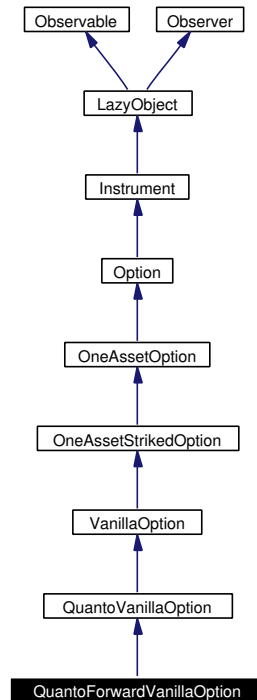 Observable
Observer
LazyObject
Instrument
Option
OneAssetOption
OneAssetStrikedOption
VanillaOption
QuantoVanillaOption
QuantoForwardVanillaOption